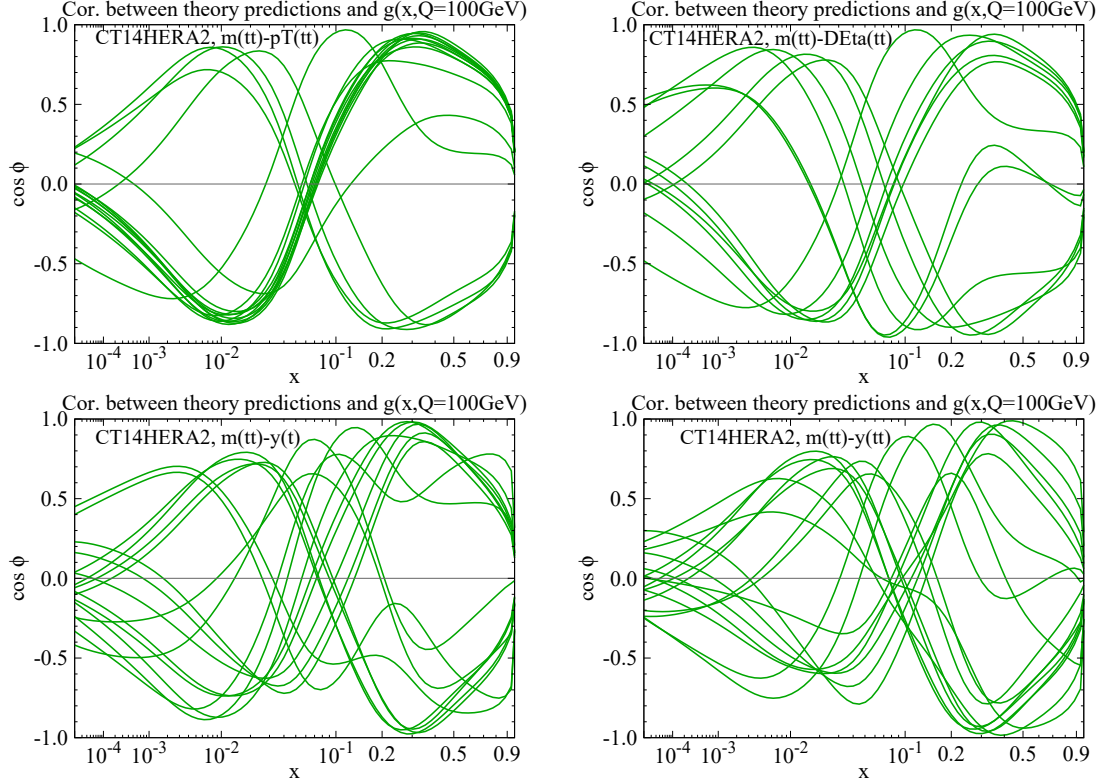 Cor. between theory predictions and g(x,Q=100GeV)
CT14HERA2, m(tt)-pT(tt)
1.0
0.5
0.0
-0.5
-1.0
cos ϕ
10-4 10-3 10-2 10-1 0.2 0.5 0.9
x
Cor. between theory predictions and g(x,Q=100GeV)
CT14HERA2, m(tt)-DEta(tt)
1.0
0.5
0.0
-0.5
-1.0
cos ϕ
10-4 10-3 10-2 10-1 0.2 0.5 0.9
x
Cor. between theory predictions and g(x,Q=100GeV)
CT14HERA2, m(tt)-y(t)
1.0
0.5
0.0
-0.5
-1.0
cos ϕ
10-4 10-3 10-2 10-1 0.2 0.5 0.9
x
Cor. between theory predictions and g(x,Q=100GeV)
CT14HERA2, m(tt)-y(tt)
1.0
0.5
0.0
-0.5
-1.0
cos ϕ
10-4 10-3 10-2 10-1 0.2 0.5 0.9
x